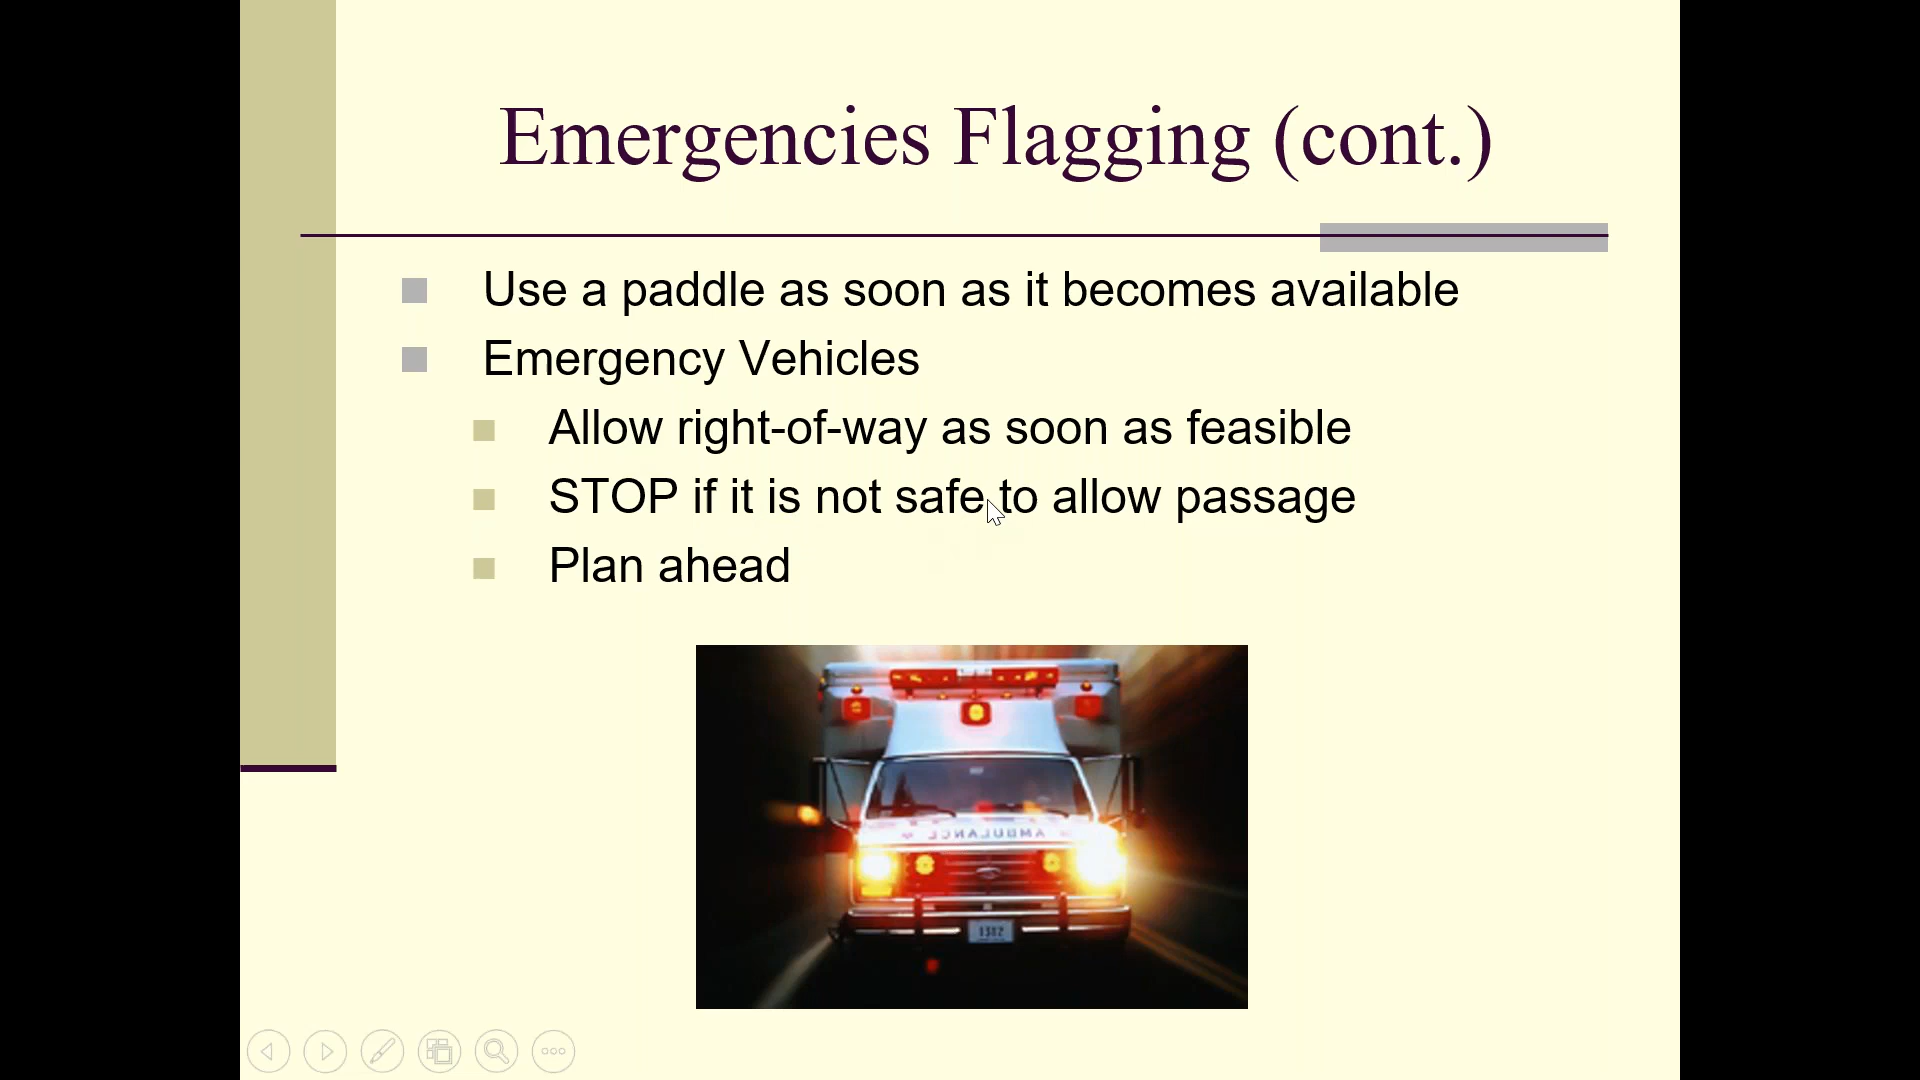 Emergencies Flagging (cont.)
Use a paddle as soon as it becomes available
Emergency Vehicles
Allow right-of-way as soon as feasible
STOP if it is not safe to allow passage
Plan ahead
AMBULANCE
1312